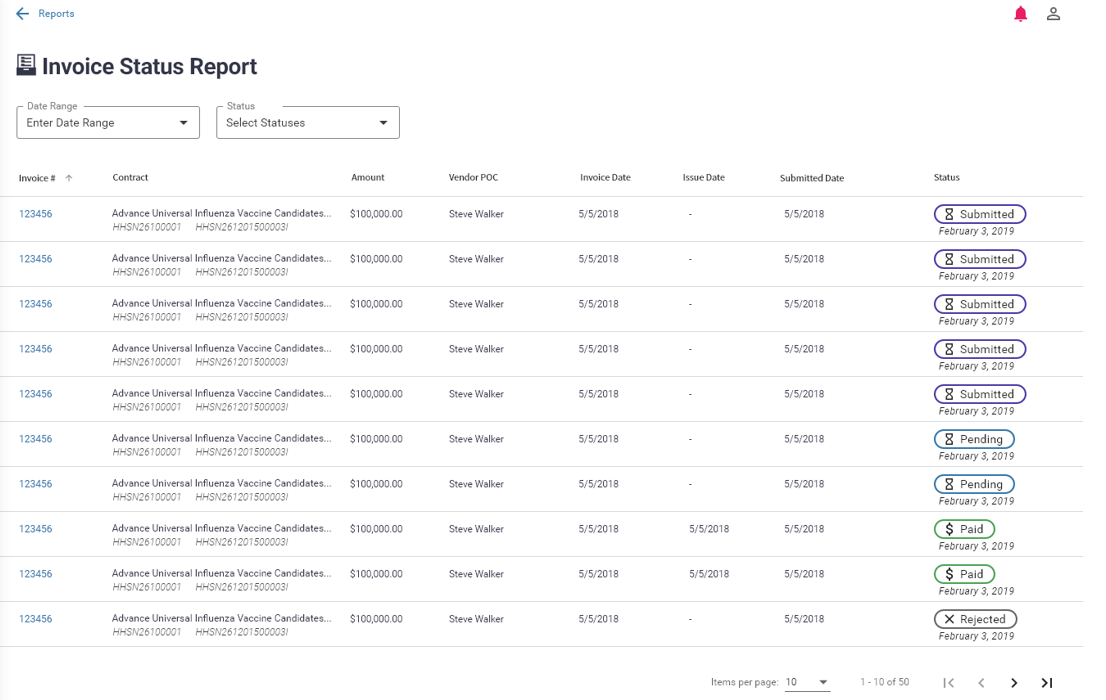 Reports
Invoice Status Report
Date Range
Enter Date Range
Status
Select Statuses
Invoice # Contract Amount Vendor POC Invoice Date Issue Date Submitted Date Status
123456 Advance Universal Influenza Vaccine Candidates... $100,000.00 Steve Walker 5/5/2018 - 5/5/2018 Submitted
HHSN26100001 HHSN261201500003I February 3, 2019
123456 Advance Universal Influenza Vaccine Candidates... $100,000.00 Steve Walker 5/5/2018 - 5/5/2018 Submitted
HHSN26100001 HHSN261201500003I February 3, 2019
123456 Advance Universal Influenza Vaccine Candidates... $100,000.00 Steve Walker 5/5/2018 - 5/5/2018 Submitted
HHSN26100001 HHSN261201500003I February 3, 2019
123456 Advance Universal Influenza Vaccine Candidates... $100,000.00 Steve Walker 5/5/2018 - 5/5/2018 Submitted
HHSN26100001 HHSN261201500003I February 3, 2019
123456 Advance Universal Influenza Vaccine Candidates... $100,000.00 Steve Walker 5/5/2018 - 5/5/2018 Submitted
HHSN26100001 HHSN261201500003I February 3, 2019
123456 Advance Universal Influenza Vaccine Candidates... $100,000.00 Steve Walker 5/5/2018 - 5/5/2018 Pending
HHSN26100001 HHSN261201500003I February 3, 2019
123456 Advance Universal Influenza Vaccine Candidates... $100,000.00 Steve Walker 5/5/2018 - 5/5/2018 Pending
HHSN26100001 HHSN261201500003I February 3, 2019
123456 Advance Universal Influenza Vaccine Candidates... $100,000.00 Steve Walker 5/5/2018 5/5/2018 5/5/2018 $ Paid
HHSN26100001 HHSN261201500003I February 3, 2019
123456 Advance Universal Influenza Vaccine Candidates... $100,000.00 Steve Walker 5/5/2018 5/5/2018 5/5/2018 $ Paid
HHSN26100001 HHSN261201500003I February 3, 2019
123456 Advance Universal Influenza Vaccine Candidates... $100,000.00 Steve Walker 5/5/2018 - 5/5/2018 Rejected
HHSN26100001 HHSN261201500003I February 3, 2019
Items per page: 10 1 - 10 of 50